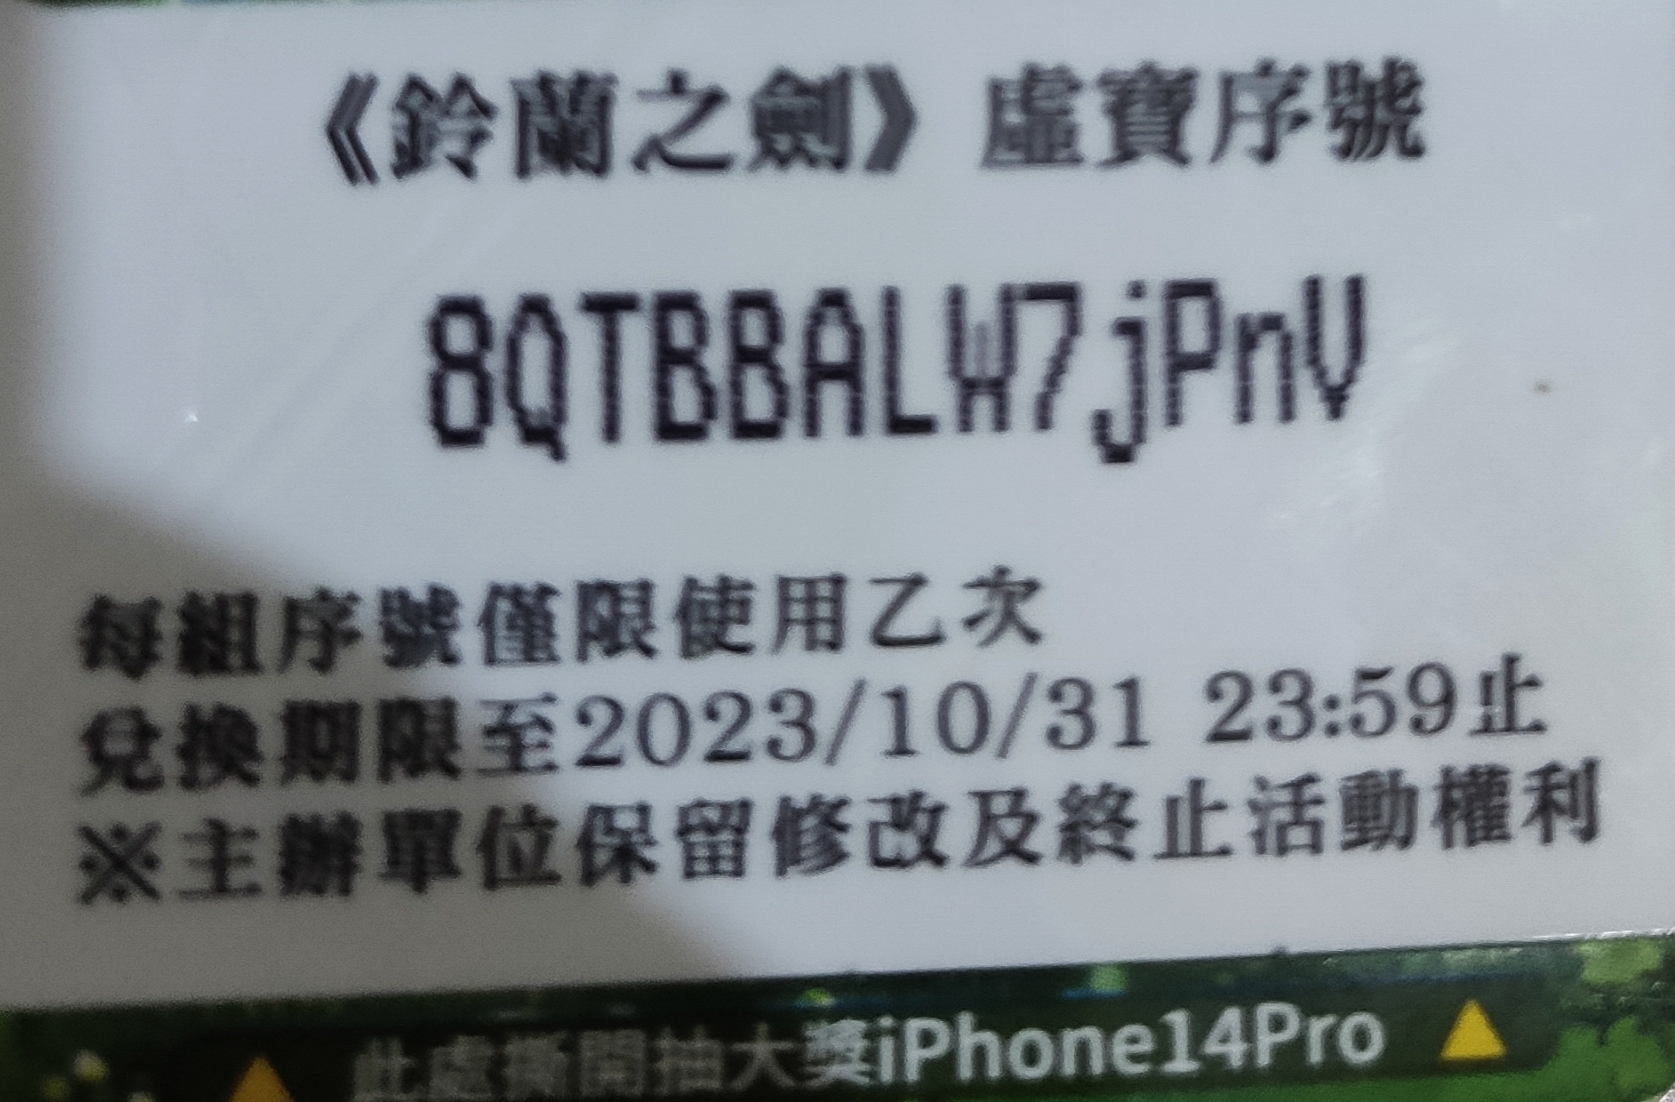 《鈴蘭之劍》虛寶序號
8QTBBALW7jPnV
每組序號僅限使用乙次
兌換期限至2023/10/31 23:59止
※主辦單位保留修改及終止活動權利
此處撕開抽大獎iPhone14Pro